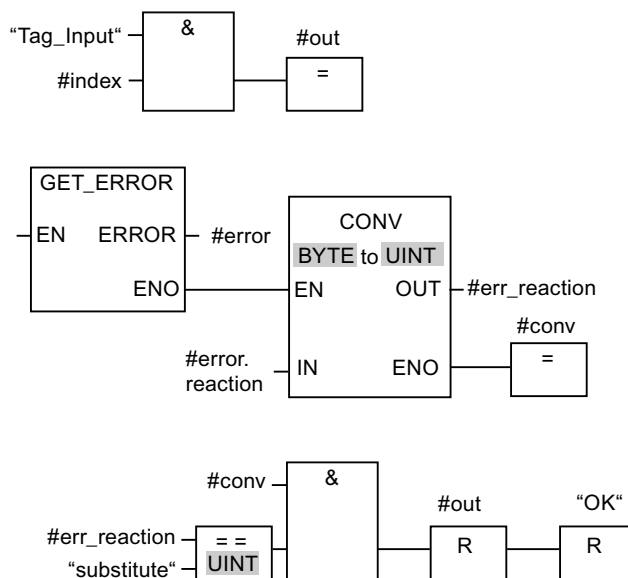 “Tag_Input“
&
#out
#index
=
GET_ERROR
EN ERROR #error
ENO
CONV
BYTE to UINT
EN OUT #err_reaction
#conv
#error.
reaction
IN ENO
=
#conv
&
#out “OK“
#err_reaction
= =
R R
“substitute“
UINT